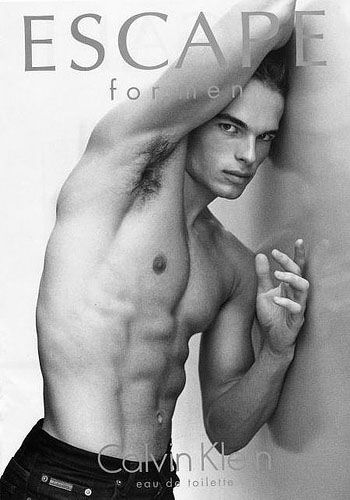 ESCAPE
for men
Calvin Klein
eau de toilette